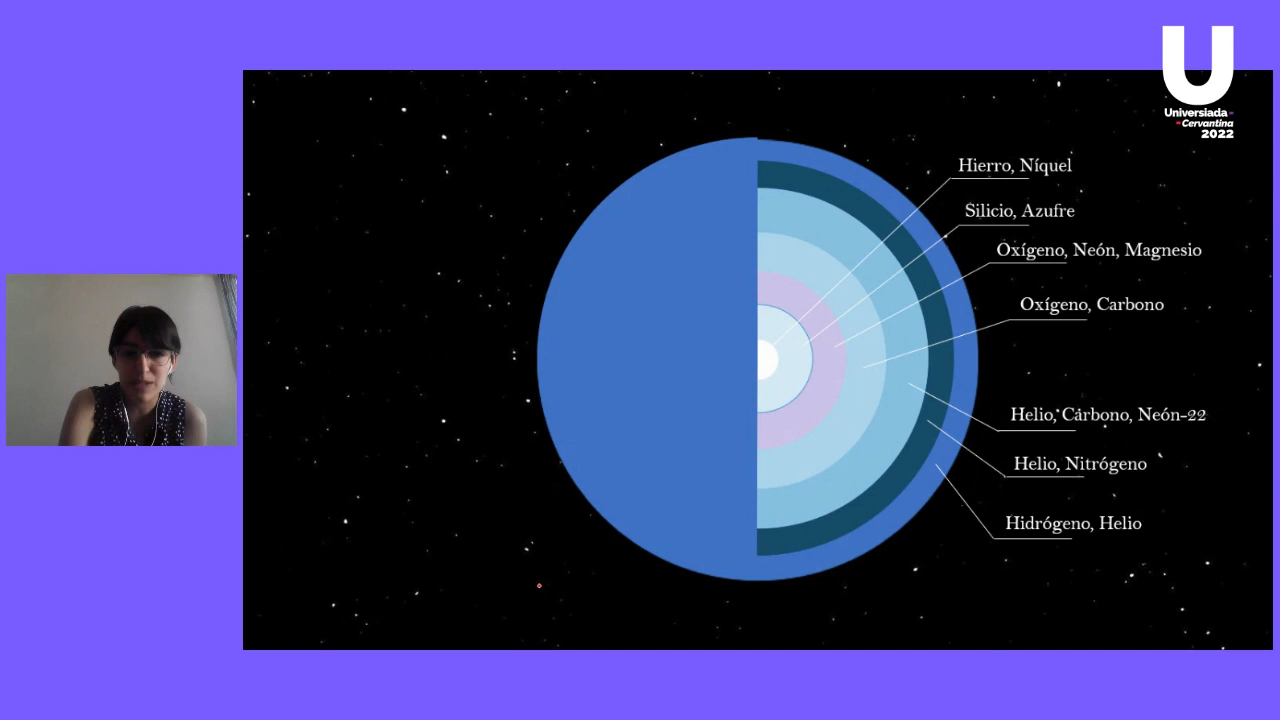 U
Universiada
Cervantina
2022
Hierro, Níquel
Silicio, Azufre
Oxígeno, Neón, Magnesio
Oxígeno, Carbono
Helio, Carbono, Neón-22
Helio, Nitrógeno
Hidrógeno, Helio